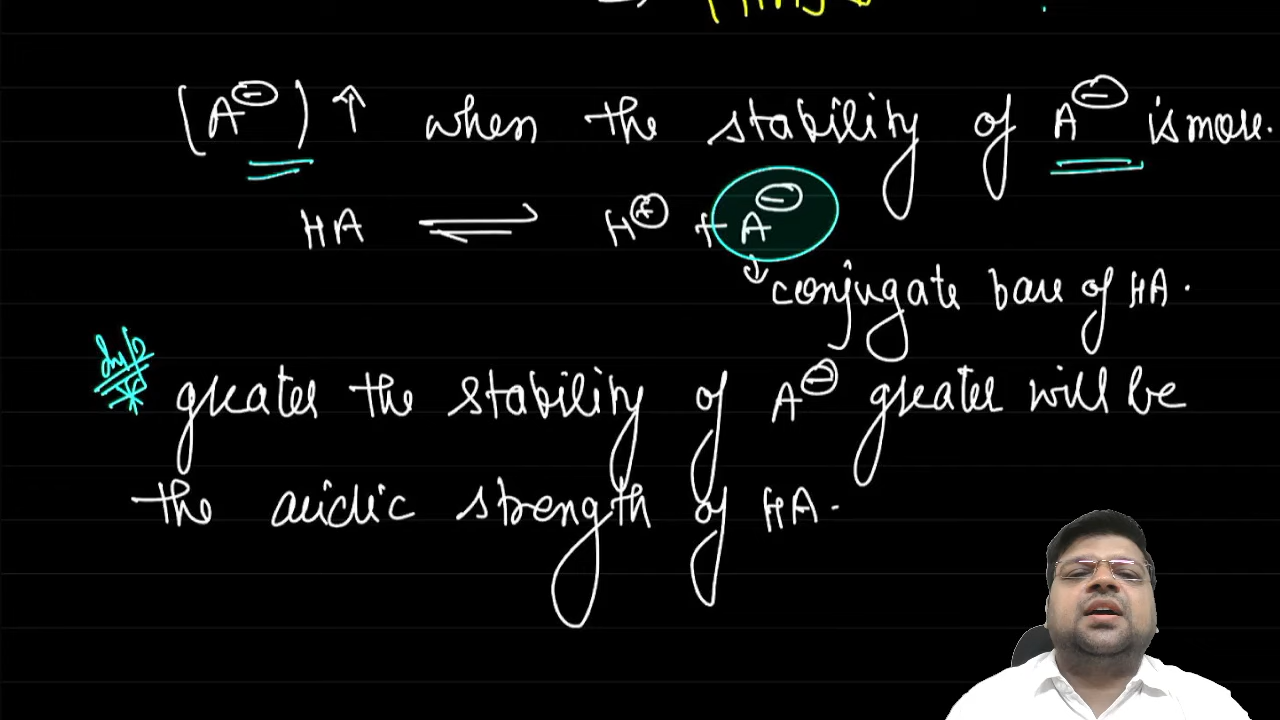 (A⊖) ↑ when the stability of A⊖ is more.
HA ⇌ H⊕ + A⊖
↓ conjugate base of HA.
Imp
greater the stability of A⊖ greater will be
the acidic strength of HA.